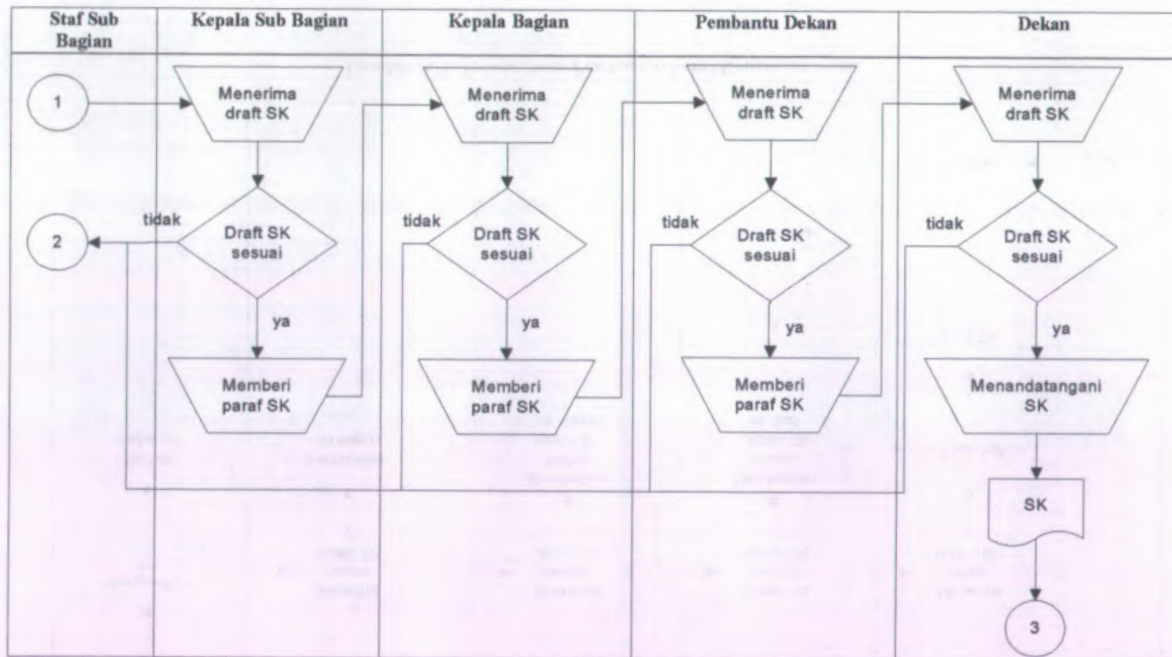 Staf Sub
Bagian
Kepala Sub Bagian
Kepala Bagian
Pembantu Dekan
Dekan
1
Menerima
draft SK
Menerima
draft SK
Menerima
draft SK
Menerima
draft SK
2
tidak
Draft SK
sesuai
tidak
Draft SK
sesuai
tidak
Draft SK
sesuai
tidak
Draft SK
sesuai
ya
ya
ya
ya
Memberi
paraf SK
Memberi
paraf SK
Memberi
paraf SK
Menandatangani
SK
SK
3